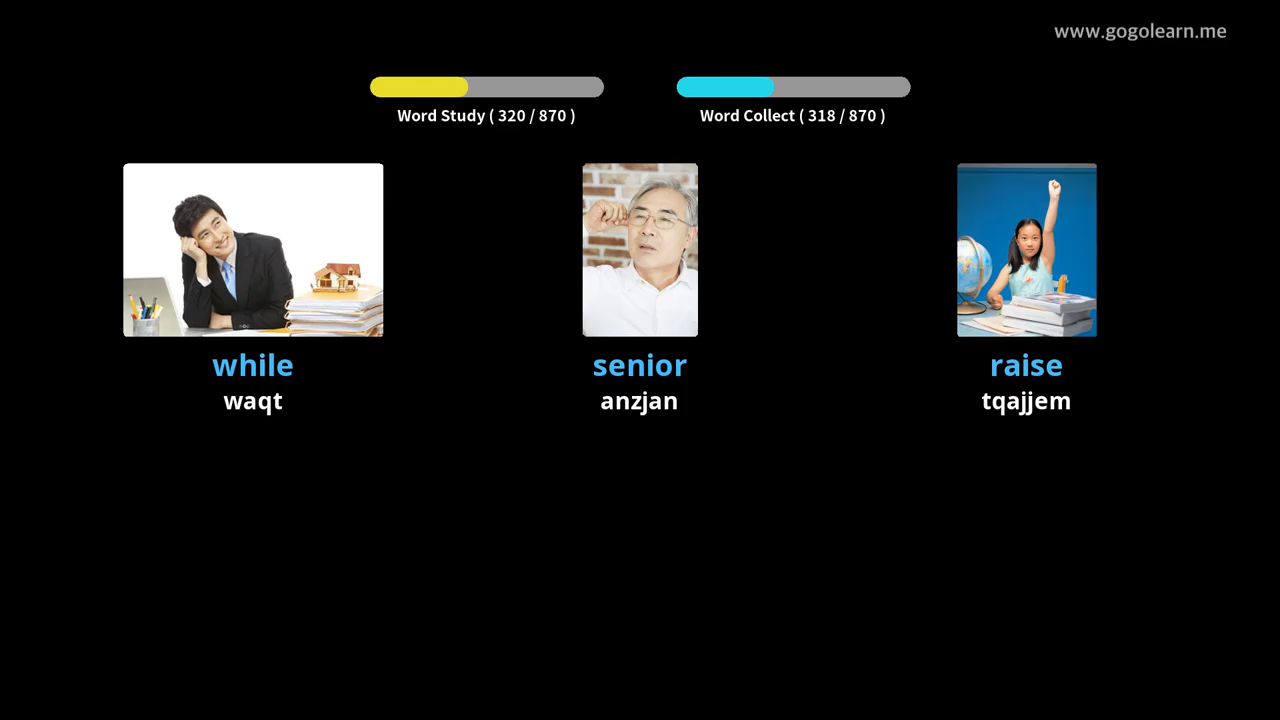 www.gogolearn.me
Word Study ( 320 / 870 )
Word Collect ( 318 / 870 )
while
senior
raise
waqt
anzjan
tqajjem